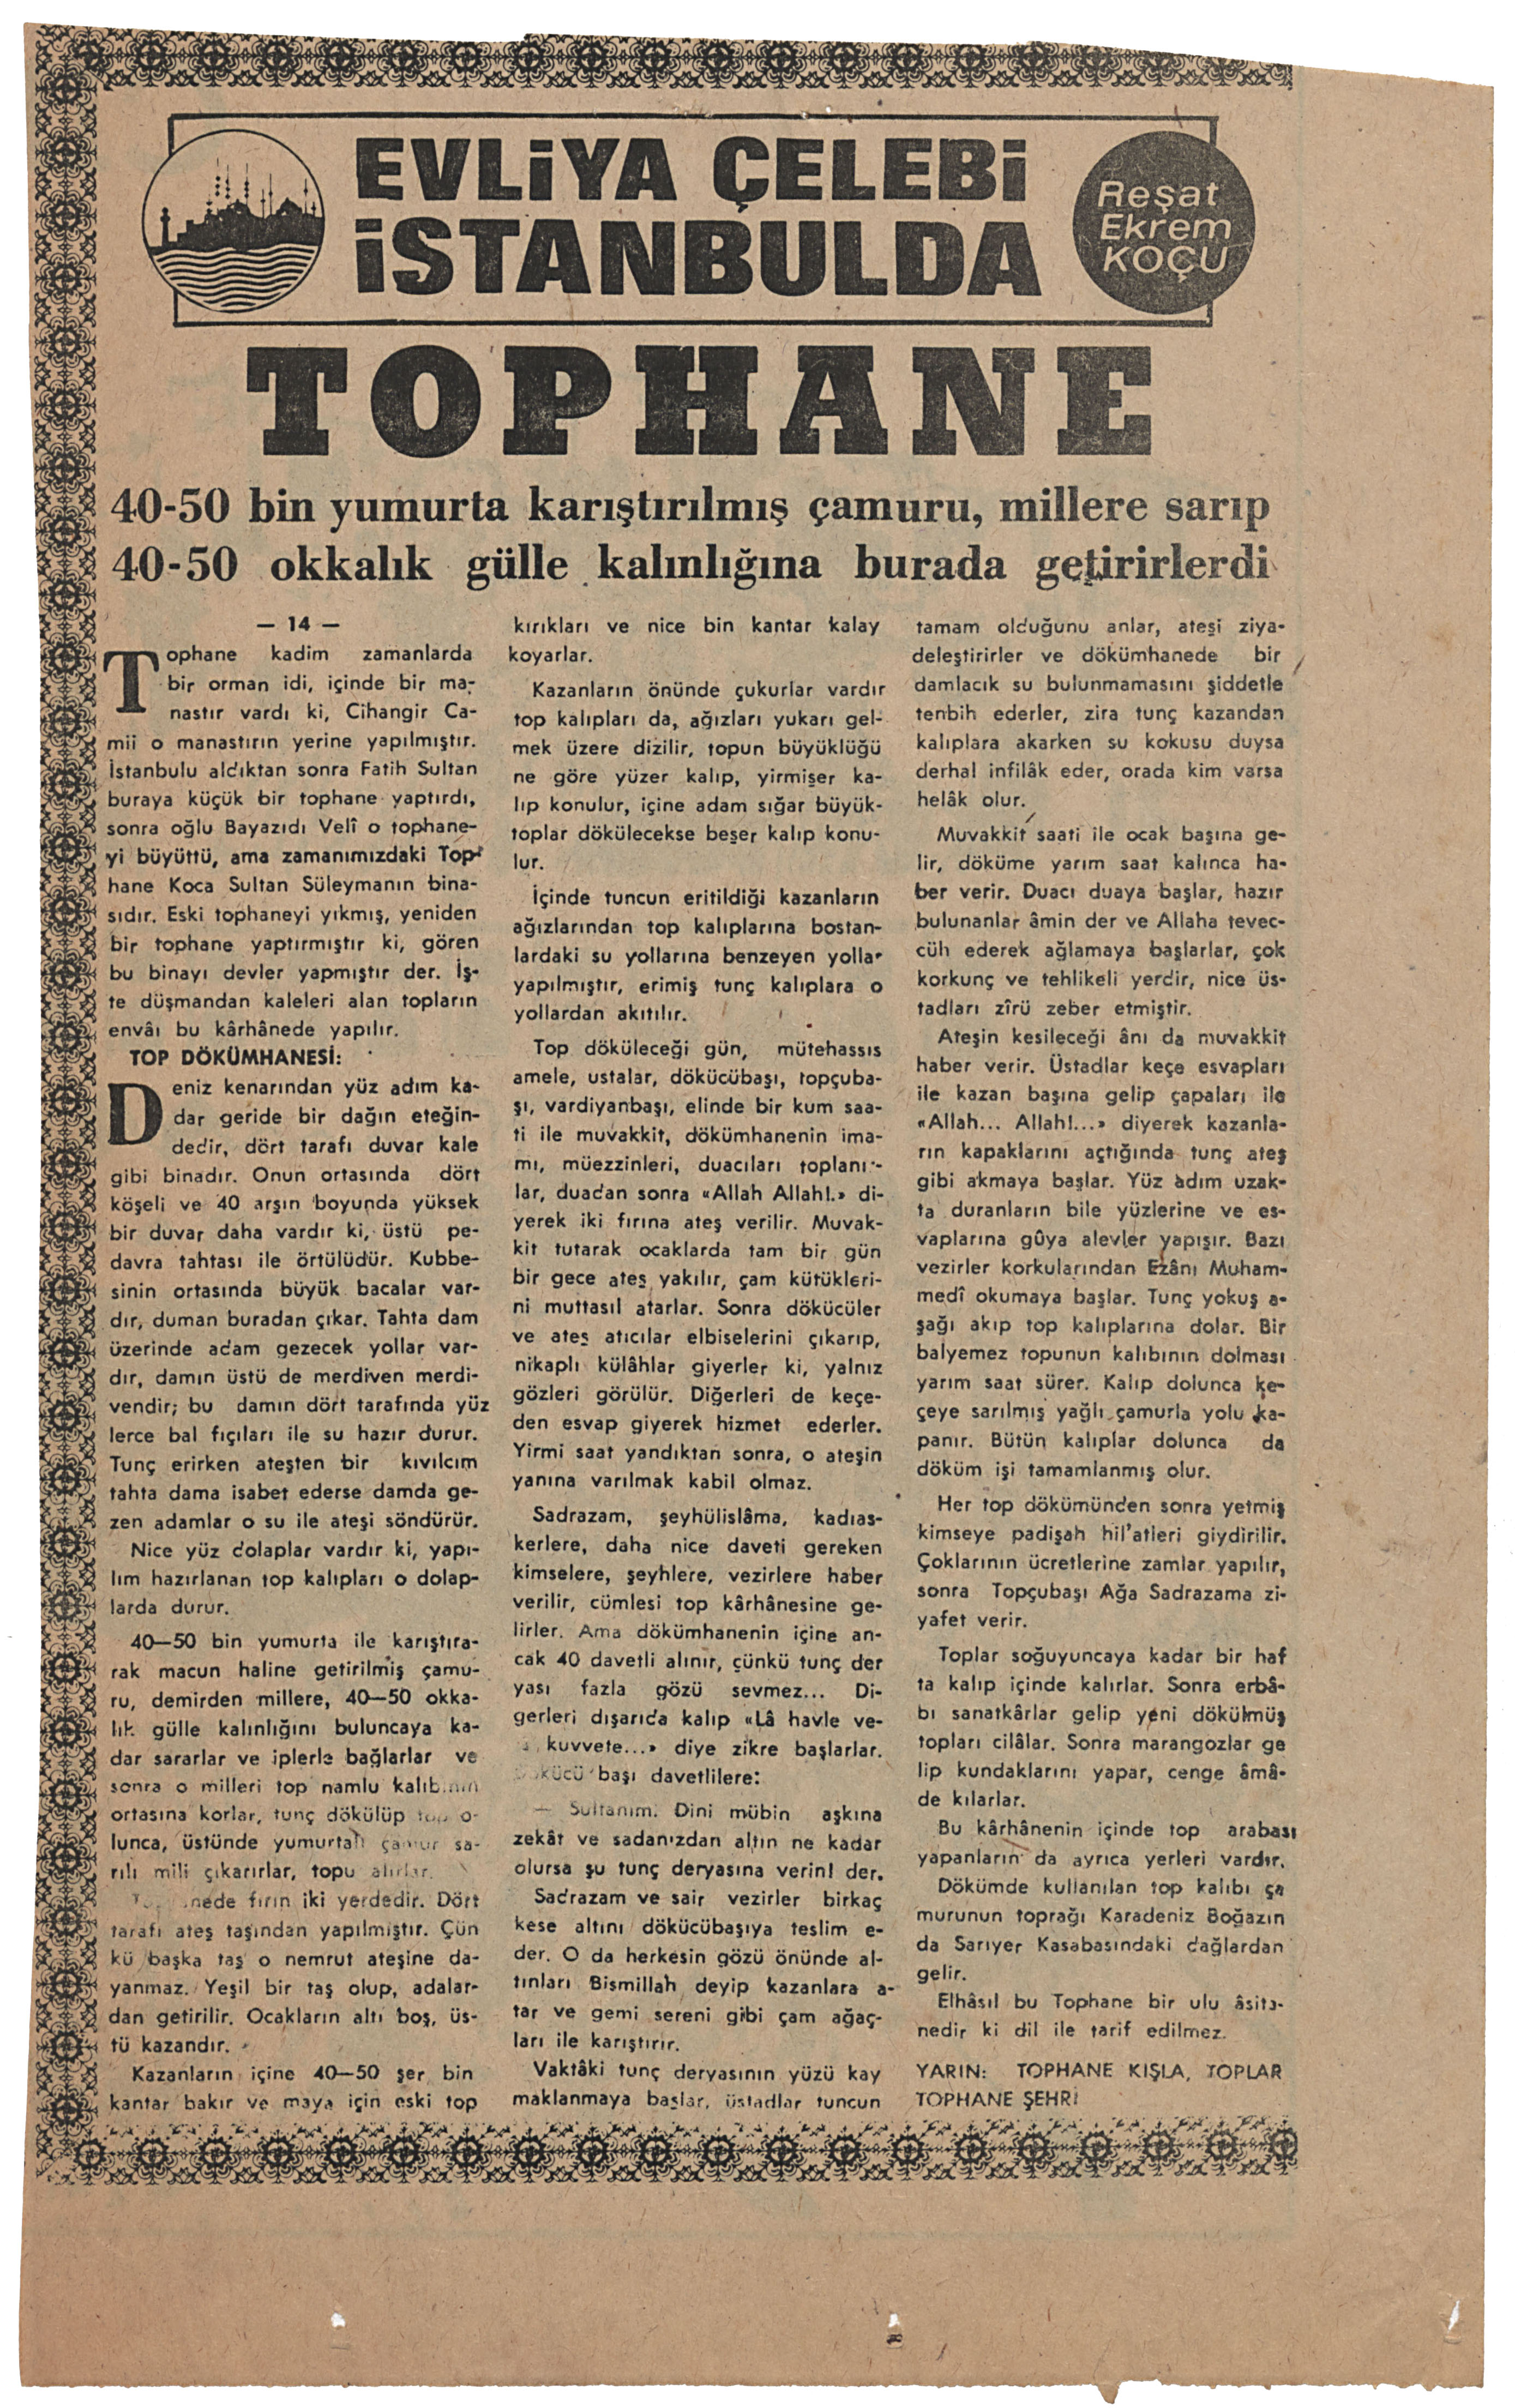 EVLİYA ÇELEBİ
İSTANBULDA
Reşat
Ekrem
KOÇU
TOPHANE
40-50 bin yumurta karıştırılmış çamuru, millere sarıp
40-50 okkalık gülle kalınlığına burada getirirlerdi
— 14 —
Tophane kadim zamanlarda
bir orman idi, içinde bir ma-
nastır vardı ki, Cihangir Ca-
mii o manastırın yerine yapılmıştır.
İstanbulu aldıktan sonra Fatih Sultan
buraya küçük bir tophane yaptırdı,
sonra oğlu Bayazıdı Velî o tophane-
yi büyüttü, ama zamanımızdaki Top-
hane Koca Sultan Süleymanın bina-
sıdır. Eski tophaneyi yıkmış, yeniden
bir tophane yaptırmıştır ki, gören
bu binayı devler yapmıştır der. İş-
te düşmandan kaleleri alan topların
envâı bu kârhânede yapılır.
TOP DÖKÜMHANESİ:
Deniz kenarından yüz adım ka-
dar geride bir dağın eteğin-
dedir, dört tarafı duvar kale
gibi binadır. Onun ortasında dört
köşeli ve 40 arşın boyunda yüksek
bir duvar daha vardır ki, üstü pe-
davra tahtası ile örtülüdür. Kubbe-
sinin ortasında büyük bacalar var-
dır, duman buradan çıkar. Tahta dam
üzerinde adam gezecek yollar var-
dır, damın üstü de merdiven merdi-
vendir; bu damın dört tarafında yüz
lerce bal fıçıları ile su hazır durur.
Tunç erirken ateşten bir kıvılcım
tahta dama isabet ederse damda ge-
zen adamlar o su ile ateşi söndürür.
Nice yüz dolaplar vardır ki, yapı-
lım hazırlanan top kalıpları o dolap-
larda durur.
40—50 bin yumurta ile karıştıra-
rak macun haline getirilmiş çamu-
ru, demirden millere, 40—50 okka-
lık gülle kalınlığını buluncaya ka-
dar sararlar ve iplerle bağlarlar ve
sonra o milleri top namlu kalıbının
ortasına korlar, tunç dökülüp top o-
lunca, üstünde yumurtalı çamur sa-
rılı mili çıkarırlar, topu alırlar.
fırın iki yerdedir. Dört
tarafı ateş taşından yapılmıştır. Çün
kü başka taş o nemrut ateşine da-
yanmaz. Yeşil bir taş olup, adalar-
dan getirilir. Ocakların altı boş, üs-
tü kazandır.
Kazanların içine 40—50 şer bin
kantar bakır ve maya için eski top
kırıkları ve nice bin kantar kalay
koyarlar.
Kazanların önünde çukurlar vardır
top kalıpları da, ağızları yukarı gel-
mek üzere dizilir, topun büyüklüğü
ne göre yüzer kalıp, yirmişer ka-
lıp konulur, içine adam sığar büyük-
toplar dökülecekse beşer kalıp konu-
lur.
İçinde tuncun eritildiği kazanların
ağızlarından top kalıplarına bostan-
lardaki su yollarına benzeyen yollar
yapılmıştır, erimiş tunç kalıplara o
yollardan akıtılır.
Top döküleceği gün, mütehassıs
amele, ustalar, dökücübaşı, topçuba-
şı, vardiyanbaşı, elinde bir kum saa-
ti ile muvakkit, dökümhanenin ima-
mı, müezzinleri, duacıları toplanır-
lar, duadan sonra «Allah Allah!.» di-
yerek iki fırına ateş verilir. Muvak-
kit tutarak ocaklarda tam bir gün
bir gece ateş yakılır, çam kütükleri-
ni muttasıl atarlar. Sonra dökücüler
ve ateş atıcılar elbiselerini çıkarıp,
nikaplı külâhlar giyerler ki, yalnız
gözleri görülür. Diğerleri de keçe-
den esvap giyerek hizmet ederler.
Yirmi saat yandıktan sonra, o ateşin
yanına varılmak kabil olmaz.
Sadrazam, şeyhülislâma, kadıas-
kerlere, daha nice daveti gereken
kimselere, şeyhlere, vezirlere haber
verilir, cümlesi top kârhânesine ge-
lirler. Ama dökümhanenin içine an-
cak 40 davetli alınır, çünkü tunç der
yası fazla gözü sevmez... Di-
ğerleri dışarıda kalıp «Lâ havle ve-
kuvvete...» diye zikre başlarlar.
başı davetlilere:
— Sultanım. Dini mübin aşkına
zekât ve sadanızdan altın ne kadar
olursa şu tunç deryasına verin! der.
Sadrazam ve sair vezirler birkaç
kese altını dökücübaşıya teslim e-
der. O da herkesin gözü önünde al-
tınları Bismillah deyip kazanlara a-
tar ve gemi sereni gibi çam ağaç-
ları ile karıştırır.
Vaktâki tunç deryasının yüzü kay
maklanmaya başlar, üstadlar tuncun
tamam olduğunu anlar, ateşi ziya-
deleştirirler ve dökümhanede bir
damlacık su bulunmamasını şiddetle
tenbih ederler, zira tunç kazandan
kalıplara akarken su kokusu duysa
derhal infilâk eder, orada kim varsa
helâk olur.
Muvakkit saati ile ocak başına ge-
lir, döküme yarım saat kalınca ha-
ber verir. Duacı duaya başlar, hazır
bulunanlar âmin der ve Allaha tevec-
cüh ederek ağlamaya başlarlar, çok
korkunç ve tehlikeli yerdir, nice üs-
tadları zîrü zeber etmiştir.
Ateşin kesileceği ânı da muvakkit
haber verir. Üstadlar keçe esvapları
ile kazan başına gelip çapaları ile
«Allah... Allah!...» diyerek kazanla-
rın kapaklarını açtığında tunç ateş
gibi akmaya başlar. Yüz adım uzak-
ta duranların bile yüzlerine ve es-
vaplarına gûya alevler yapışır. Bazı
vezirler korkularından Ezânı Muham-
medî okumaya başlar. Tunç yokuş a-
şağı akıp top kalıplarına dolar. Bir
balyemez topunun kalıbının dolması
yarım saat sürer. Kalıp dolunca ke-
çeye sarılmış yağlı çamurla yolu ka-
panır. Bütün kalıplar dolunca da
döküm işi tamamlanmış olur.
Her top dökümünden sonra yetmiş
kimseye padişah hil'atleri giydirilir.
Çoklarının ücretlerine zamlar yapılır,
sonra Topçubaşı Ağa Sadrazama zi-
yafet verir.
Toplar soğuyuncaya kadar bir haf
ta kalıp içinde kalırlar. Sonra erbâ-
bı sanatkârlar gelip yeni dökülmüş
topları cilâlar. Sonra marangozlar ge
lip kundaklarını yapar, cenge âmâ-
de kılarlar.
Bu kârhânenin içinde top arabası
yapanların da ayrıca yerleri vardır.
Dökümde kullanılan top kalıbı ça
murunun toprağı Karadeniz Boğazın
da Sarıyer Kasabasındaki dağlardan
gelir.
Elhâsıl bu Tophane bir ulu âsitâ-
nedir ki dil ile tarif edilmez.
YARIN: TOPHANE KIŞLA, TOPLAR
TOPHANE ŞEHRİ